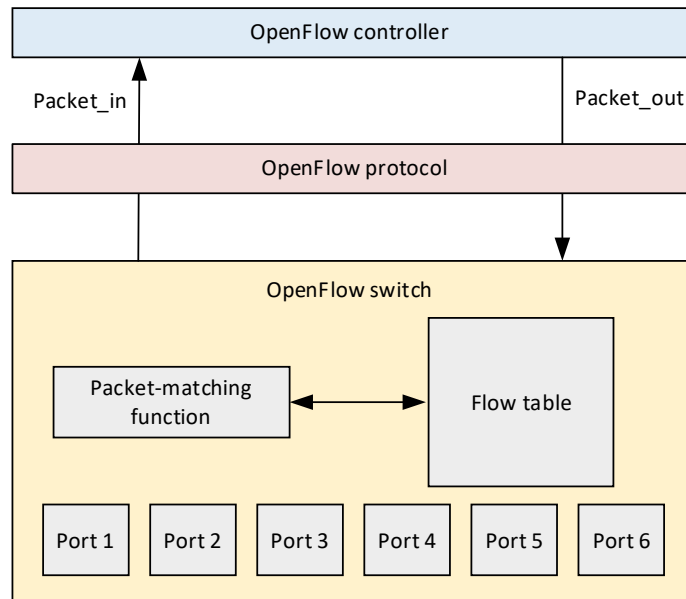 OpenFlow controller
Packet_in
Packet_out
OpenFlow protocol
OpenFlow switch
Packet-matching
function
Flow table
Port 1
Port 2
Port 3
Port 4
Port 5
Port 6